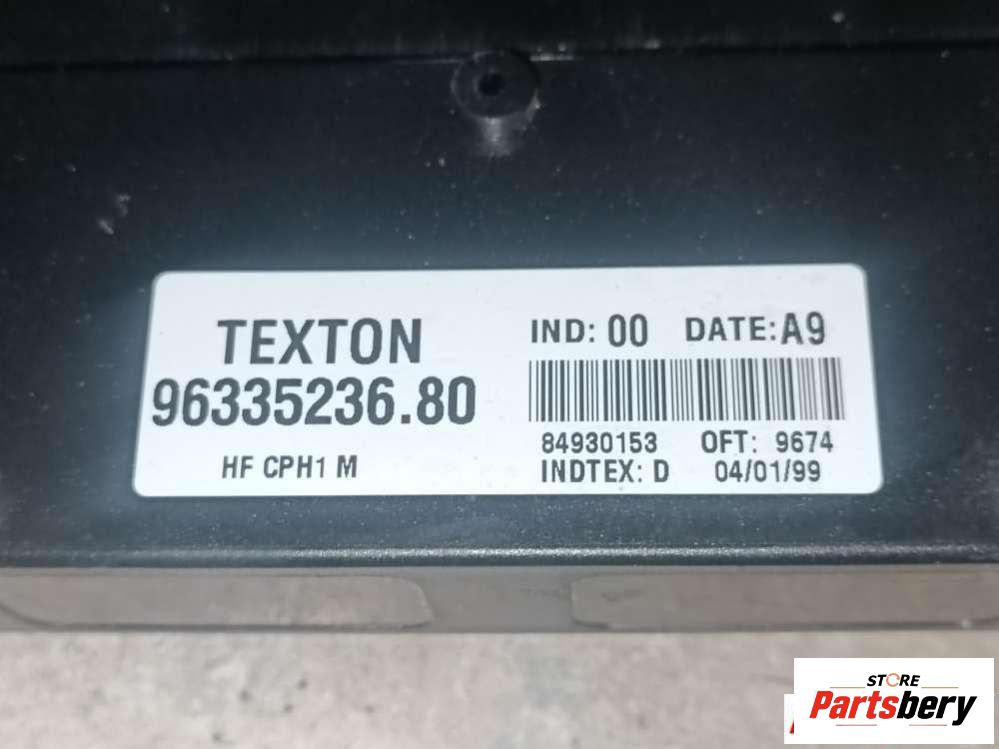 TEXTON
96335236.80
HF CPH1 M
IND: 00 DATE: A9
84930153 OFT: 9674
INDTEX: D 04/01/99
STORE
Partsbery